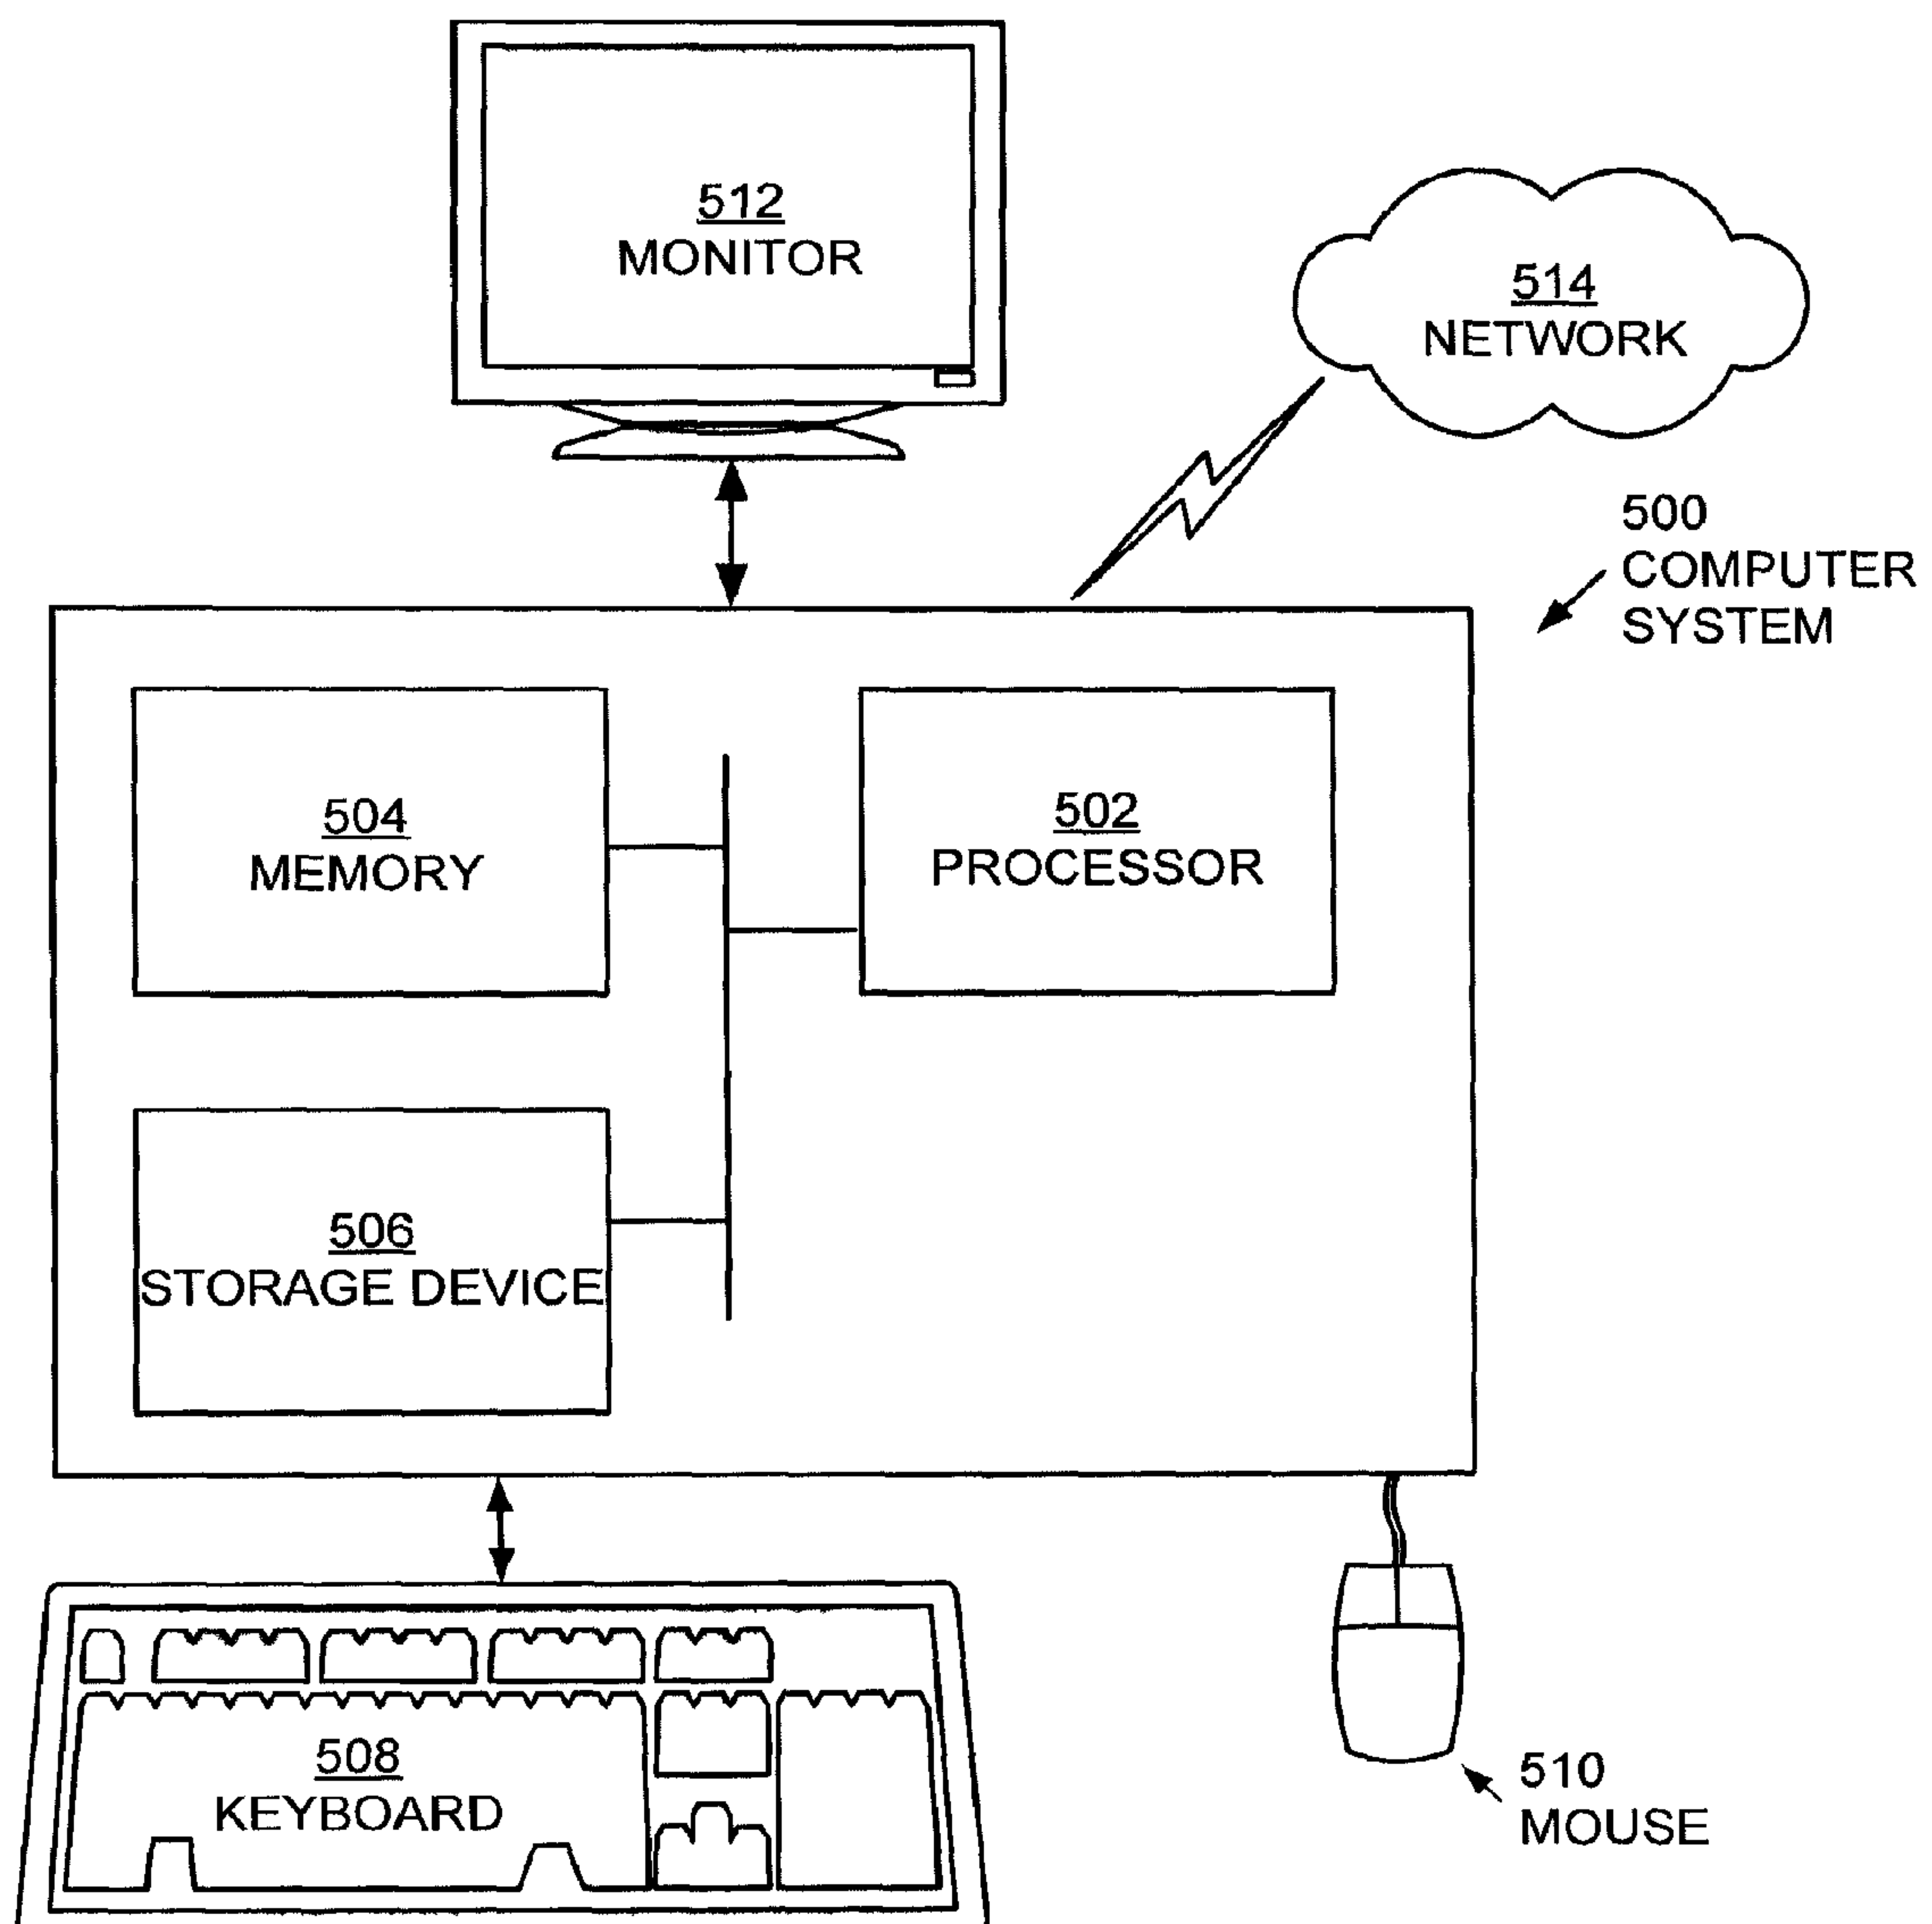 512
MONITOR
514
NETWORK
500
COMPUTER
SYSTEM
504
MEMORY
502
PROCESSOR
506
STORAGE DEVICE
508
KEYBOARD
510
MOUSE